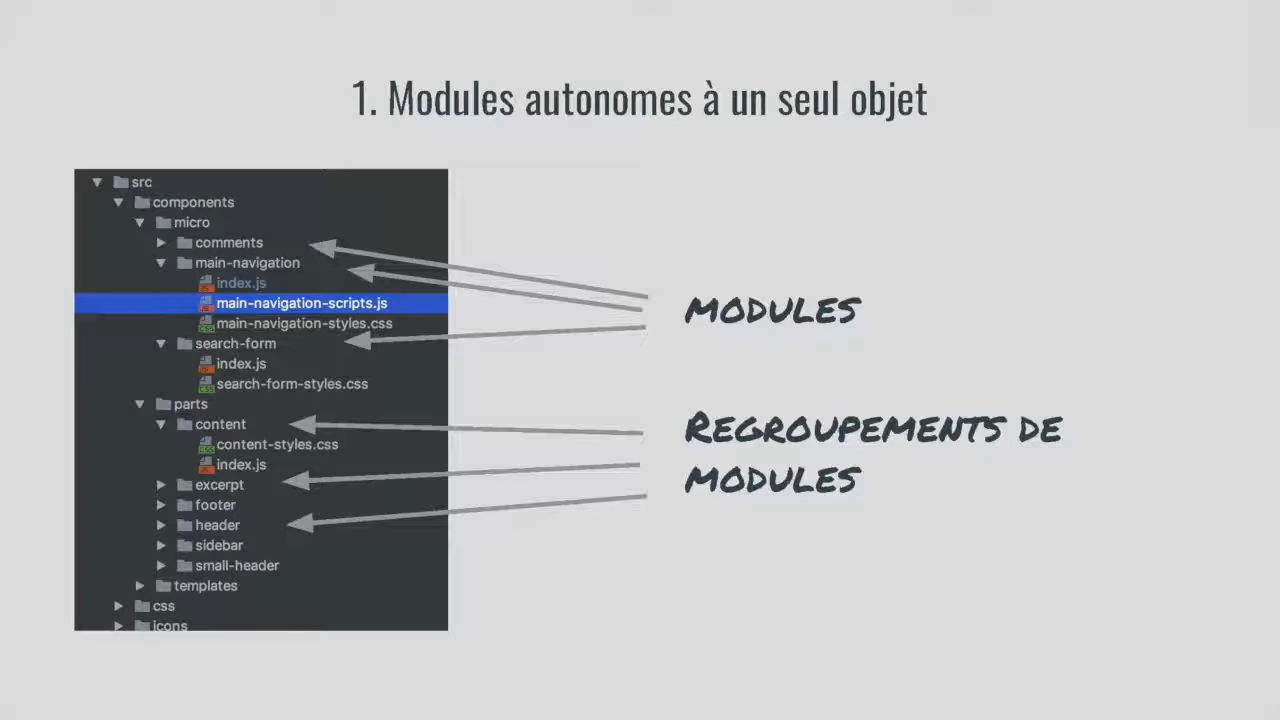 1. Modules autonomes à un seul objet
src
components
micro
comments
main-navigation
index.js
main-navigation-scripts.js
main-navigation-styles.css
search-form
index.js
search-form-styles.css
parts
content
content-styles.css
index.js
excerpt
footer
header
sidebar
small-header
templates
css
icons
MODULES
REGROUPEMENTS DE
MODULES